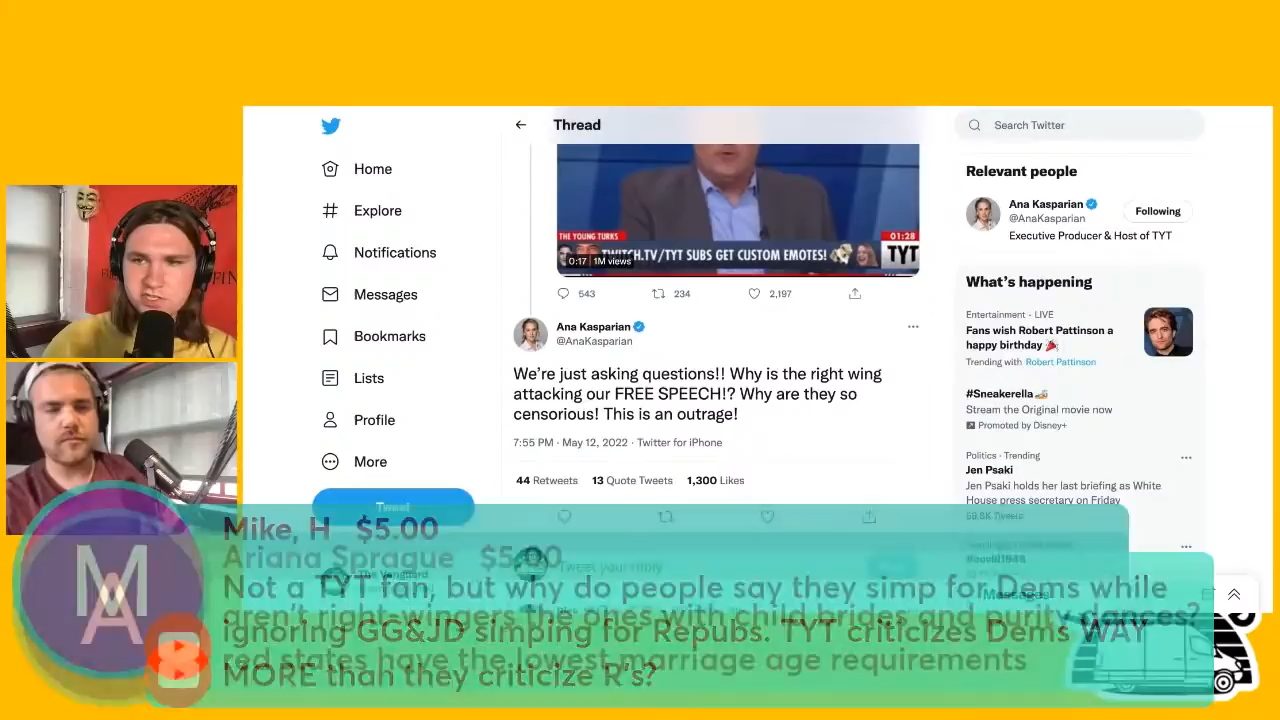 Thread
Search Twitter
Home
Explore
Notifications
Messages
Bookmarks
Lists
Profile
More
Tweet
THE YOUNG TURKS
01:28
TWITCH.TV/TYT SUBS GET CUSTOM EMOTES!
TYT
0:17 1M views
543 234 2,197
Ana Kasparian
@AnaKasparian
We're just asking questions!! Why is the right wing
attacking our FREE SPEECH!? Why are they so
censorious! This is an outrage!
7:55 PM · May 12, 2022 · Twitter for iPhone
44 Retweets 13 Quote Tweets 1,300 Likes
Tweet your reply
The Vanguard
Relevant people
Ana Kasparian
@AnaKasparian
Following
Executive Producer & Host of TYT
What's happening
Entertainment · LIVE
Fans wish Robert Pattinson a
happy birthday
Trending with Robert Pattinson
#Sneakerella
Stream the Original movie now
Promoted by Disney+
Politics · Trending
Jen Psaki
Jen Psaki holds her last briefing as White
House press secretary on Friday
Messages
M
A
Mike, H $5.00
Not a TYT fan, but why do people say they simp for Dems while
ignoring GG&JD simping for Repubs. TYT criticizes Dems WAY
MORE than they criticize R's?
Ariana Sprague $5.00
aren't right-wingers the ones with child brides and purity dances?
red states have the lowest marriage age requirements